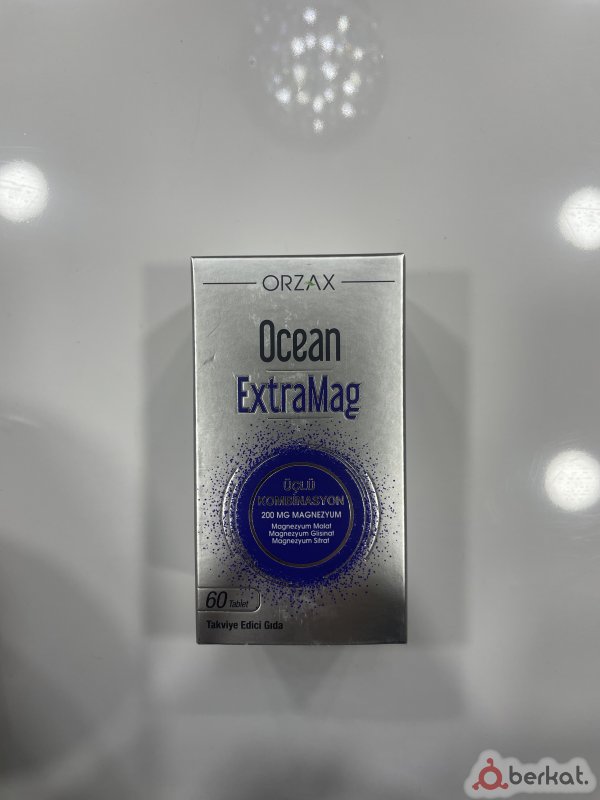 ORZAX
Ocean
ExtraMag
ÜÇLÜ
KOMBİNASYON
200 MG MAGNEZYUM
Magnezyum Malat
Magnezyum Glisinat
Magnezyum Sitrat
60 Tablet
Takviye Edici Gıda
berkat.